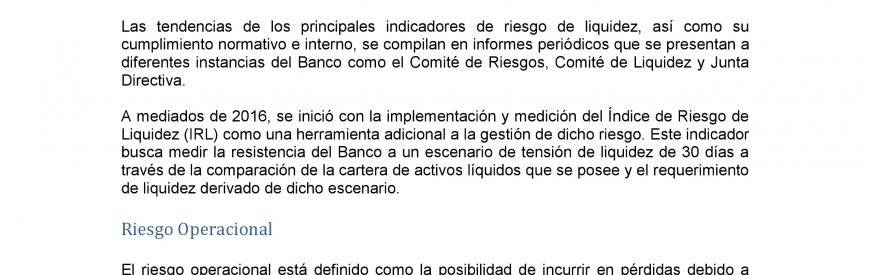 Las tendencias de los principales indicadores de riesgo de liquidez, así como su
cumplimiento normativo e interno, se compilan en informes periódicos que se presentan a
diferentes instancias del Banco como el Comité de Riesgos, Comité de Liquidez y Junta
Directiva.
A mediados de 2016, se inició con la implementación y medición del Índice de Riesgo de
Liquidez (IRL) como una herramienta adicional a la gestión de dicho riesgo. Este indicador
busca medir la resistencia del Banco a un escenario de tensión de liquidez de 30 días a
través de la comparación de la cartera de activos líquidos que se posee y el requerimiento
de liquidez derivado de dicho escenario.
Riesgo Operacional
El riesgo operacional está definido como la posibilidad de incurrir en pérdidas debido a